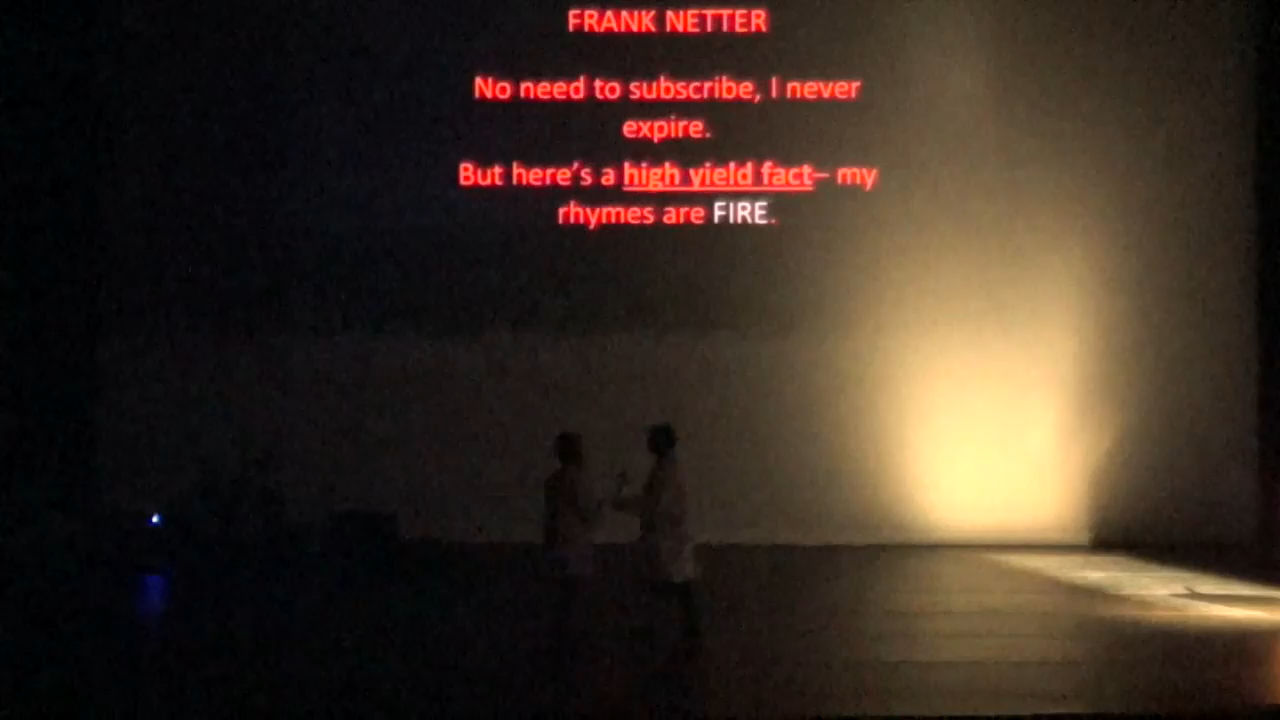 FRANK NETTER
No need to subscribe, I never
expire.
But here's a high yield fact– my
rhymes are FIRE.